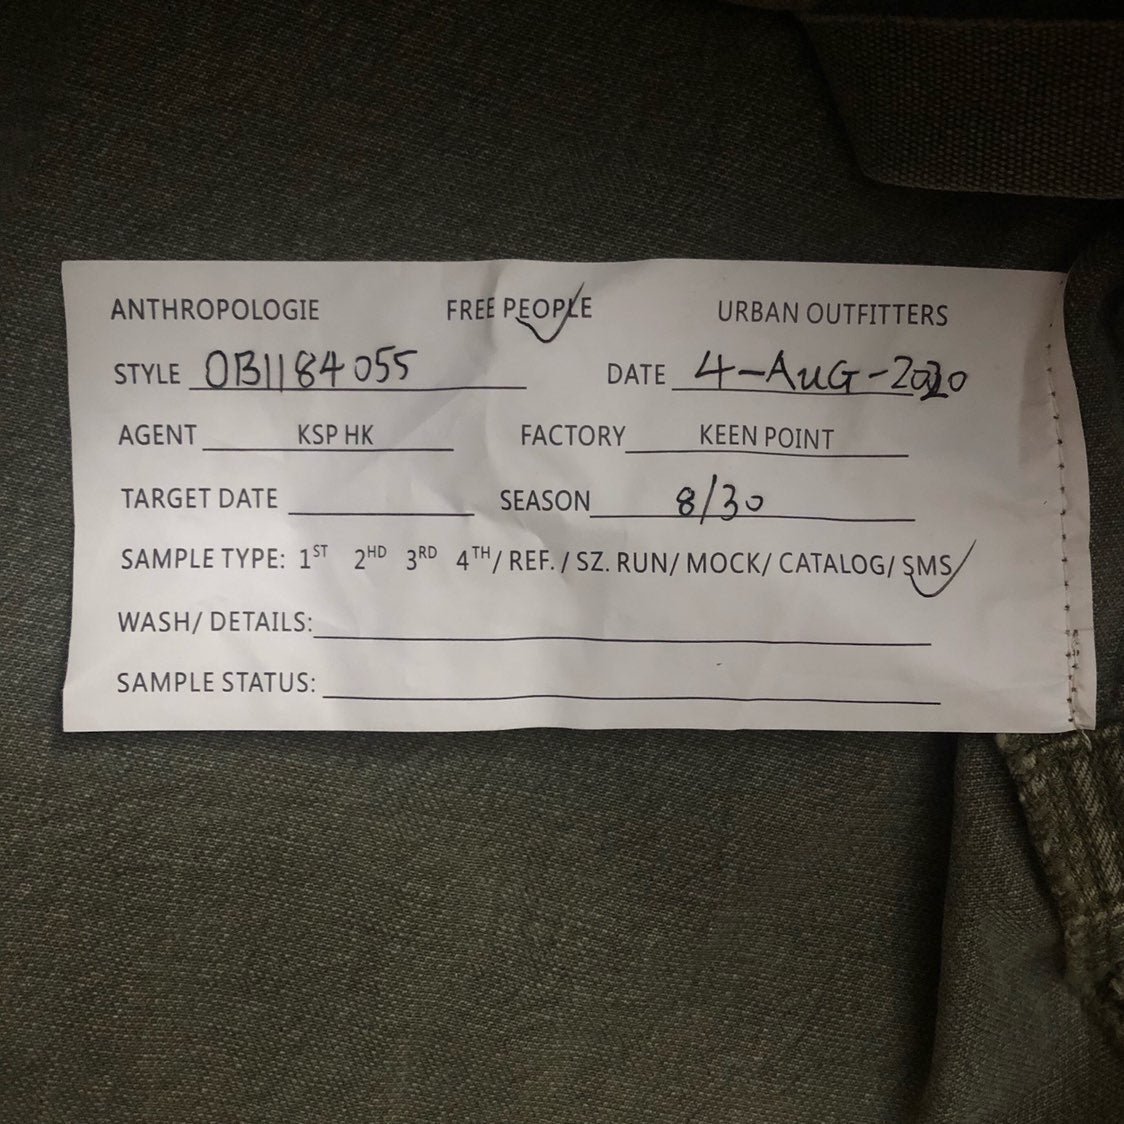 ANTHROPOLOGIE FREE PEOPLE URBAN OUTFITTERS
STYLE OB1184055 DATE 4-AUG-2020
AGENT KSP HK FACTORY KEEN POINT
TARGET DATE SEASON 8/30
SAMPLE TYPE: 1ST 2HD 3RD 4TH/ REF. / SZ. RUN/ MOCK/ CATALOG/ SMS
WASH/ DETAILS:
SAMPLE STATUS: